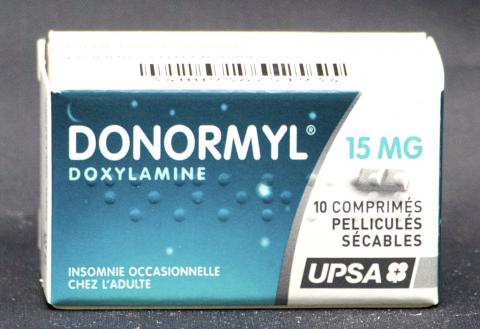 DONORMYL®
DOXYLAMINE
15 MG
10 COMPRIMÉS
PELLICULÉS
SÉCABLES
INSOMNIE OCCASIONNELLE
CHEZ L'ADULTE
UPSA